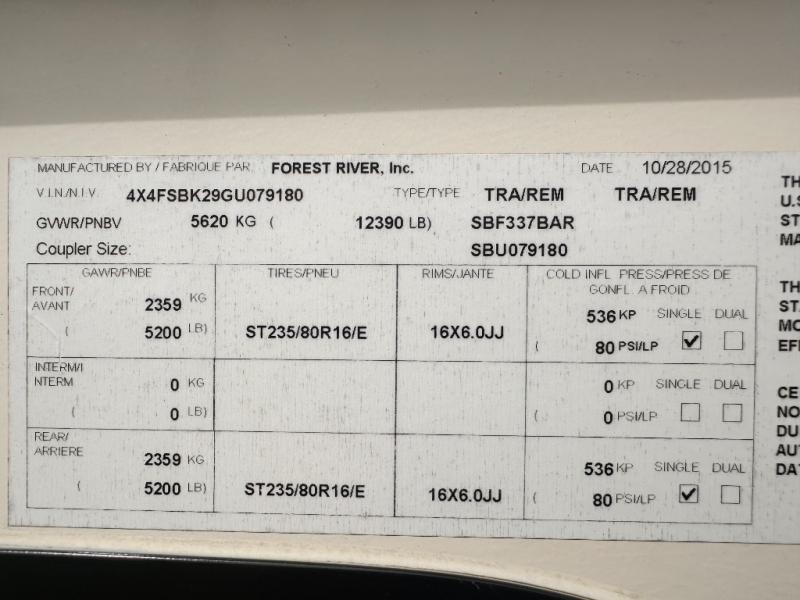 MANUFACTURED BY / FABRIQUE PAR FOREST RIVER, Inc. DATE 10/28/2015
V.I.N./N.I.V. 4X4FSBK29GU079180 TYPE/TYPE TRA/REM TRA/REM
GVWR/PNBV 5620 KG ( 12390 LB) SBF337BAR
Coupler Size: SBU079180
GAWR/PNBE TIRES/PNEU RIMS/JANTE COLD INFL. PRESS/PRESS DE
GONFL. A FROID
FRONT/
AVANT 2359 KG 536 KP SINGLE DUAL
( 5200 LB) ST235/80R16/E 16X6.0JJ ( 80 PSI/LP
INTERM/I
NTERM 0 KG 0 KP SINGLE DUAL
( 0 LB) ( 0 PSI/LP
REAR/
ARRIERE 2359 KG 536 KP SINGLE DUAL
( 5200 LB) ST235/80R16/E 16X6.0JJ ( 80 PSI/LP
TH
U.S
ST
MA
TH
ST.
MO
EFF
CE
NO
DU
AUT
DAT